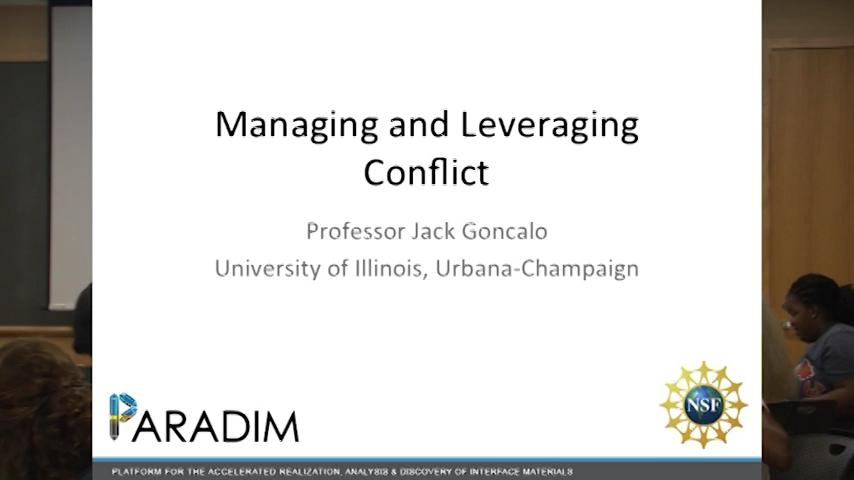 Managing and Leveraging
Conflict
Professor Jack Goncalo
University of Illinois, Urbana-Champaign
PARADIM
NSF
PLATFORM FOR THE ACCELERATED REALIZATION, ANALYSIS & DISCOVERY OF INTERFACE MATERIALS